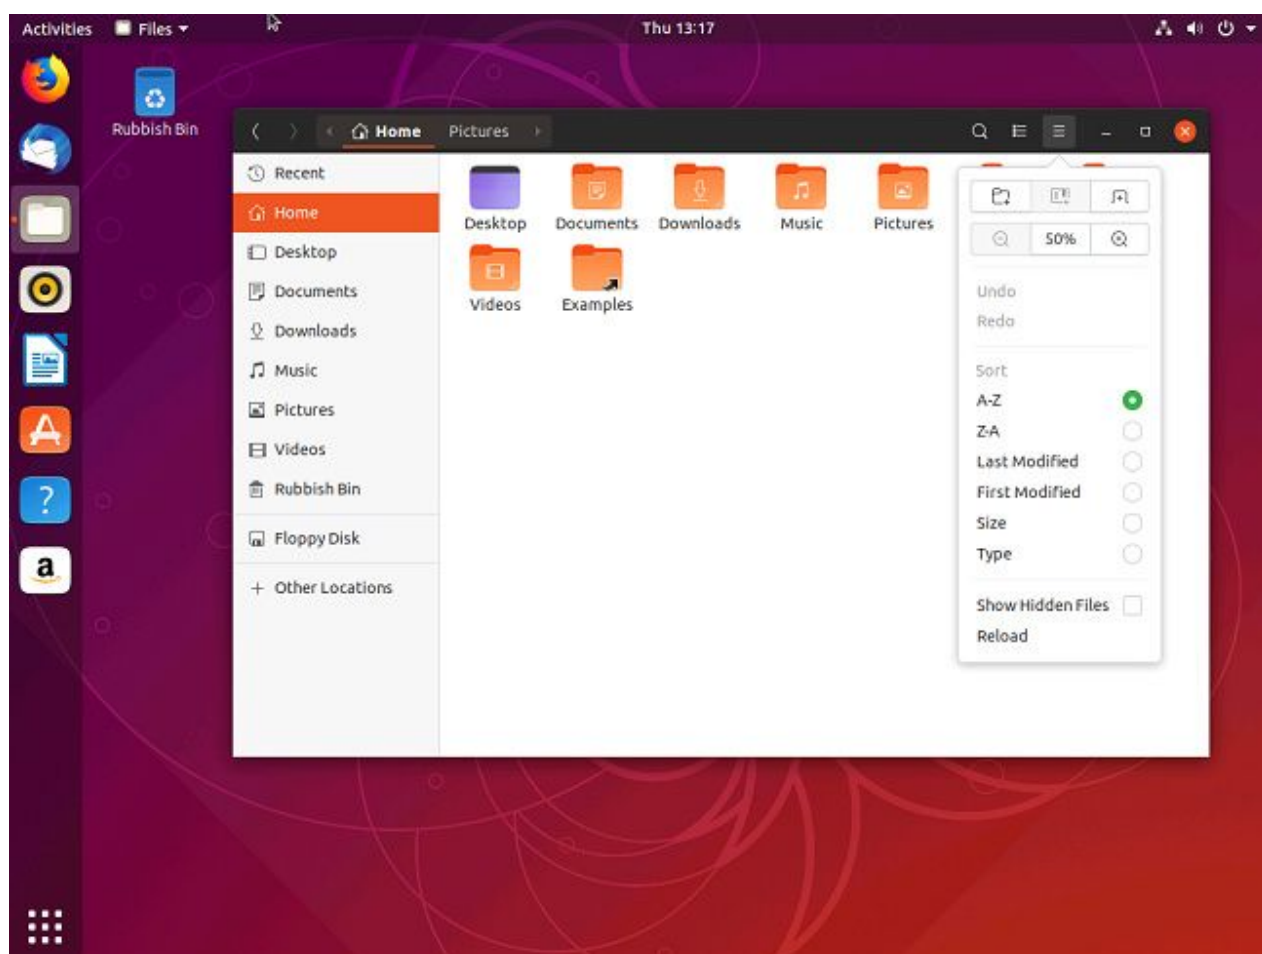 Activities Files Thu 13:17
Rubbish Bin
Home Pictures
Recent
Home
Desktop
Documents
Downloads
Music
Pictures
Videos
Rubbish Bin
Floppy Disk
+ Other Locations
Desktop Documents Downloads Music Pictures
Videos Examples
50%
Undo
Redo
Sort
A-Z
Z-A
Last Modified
First Modified
Size
Type
Show Hidden Files
Reload
?
a